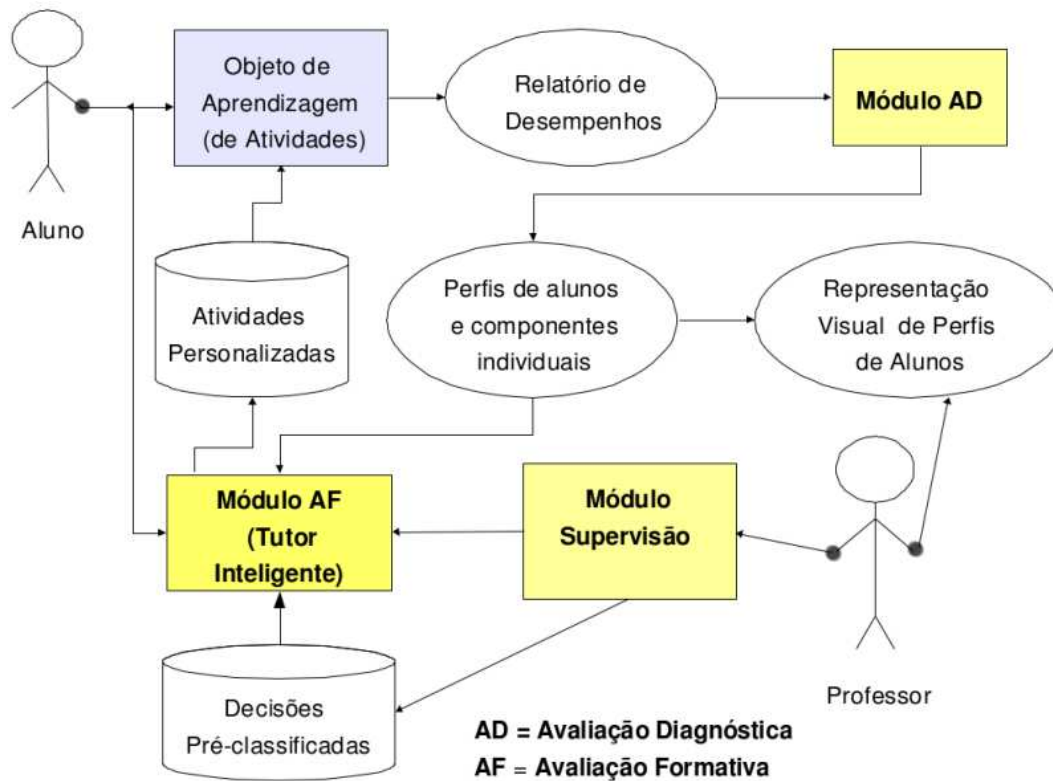 Objeto de
Aprendizagem
(de Atividades)
Relatório de
Desempenhos
Módulo AD
Aluno
Atividades
Personalizadas
Perfis de alunos
e componentes
individuais
Representação
Visual de Perfis
de Alunos
Módulo AF
(Tutor
Inteligente)
Módulo
Supervisão
Professor
Decisões
Pré-classificadas
AD = Avaliação Diagnóstica
AF = Avaliação Formativa